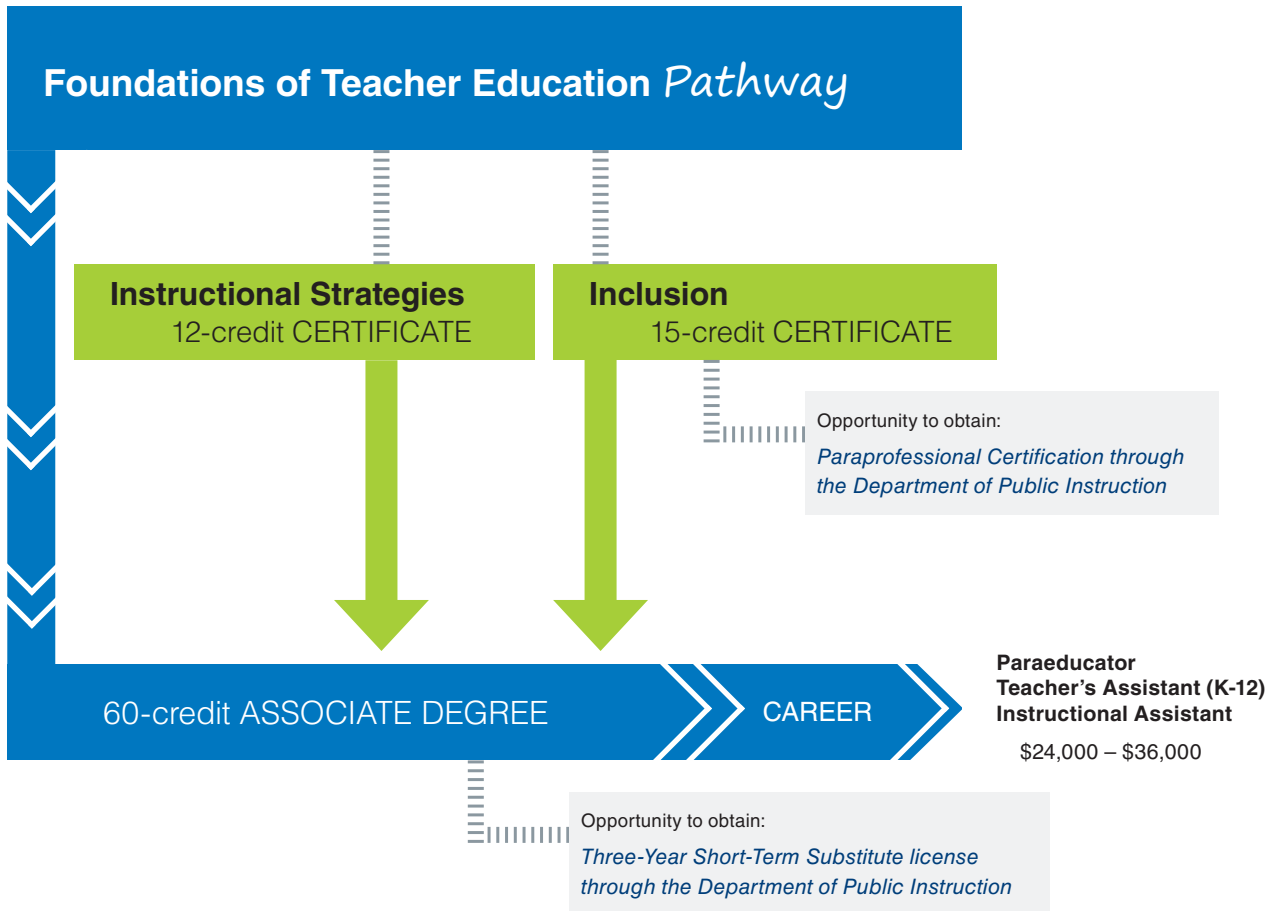 Foundations of Teacher Education Pathway
Instructional Strategies
12-credit CERTIFICATE
Inclusion
15-credit CERTIFICATE
Opportunity to obtain:
Paraprofessional Certification through
the Department of Public Instruction
60-credit ASSOCIATE DEGREE
CAREER
Paraeducator
Teacher’s Assistant (K-12)
Instructional Assistant
$24,000 – $36,000
Opportunity to obtain:
Three-Year Short-Term Substitute license
through the Department of Public Instruction